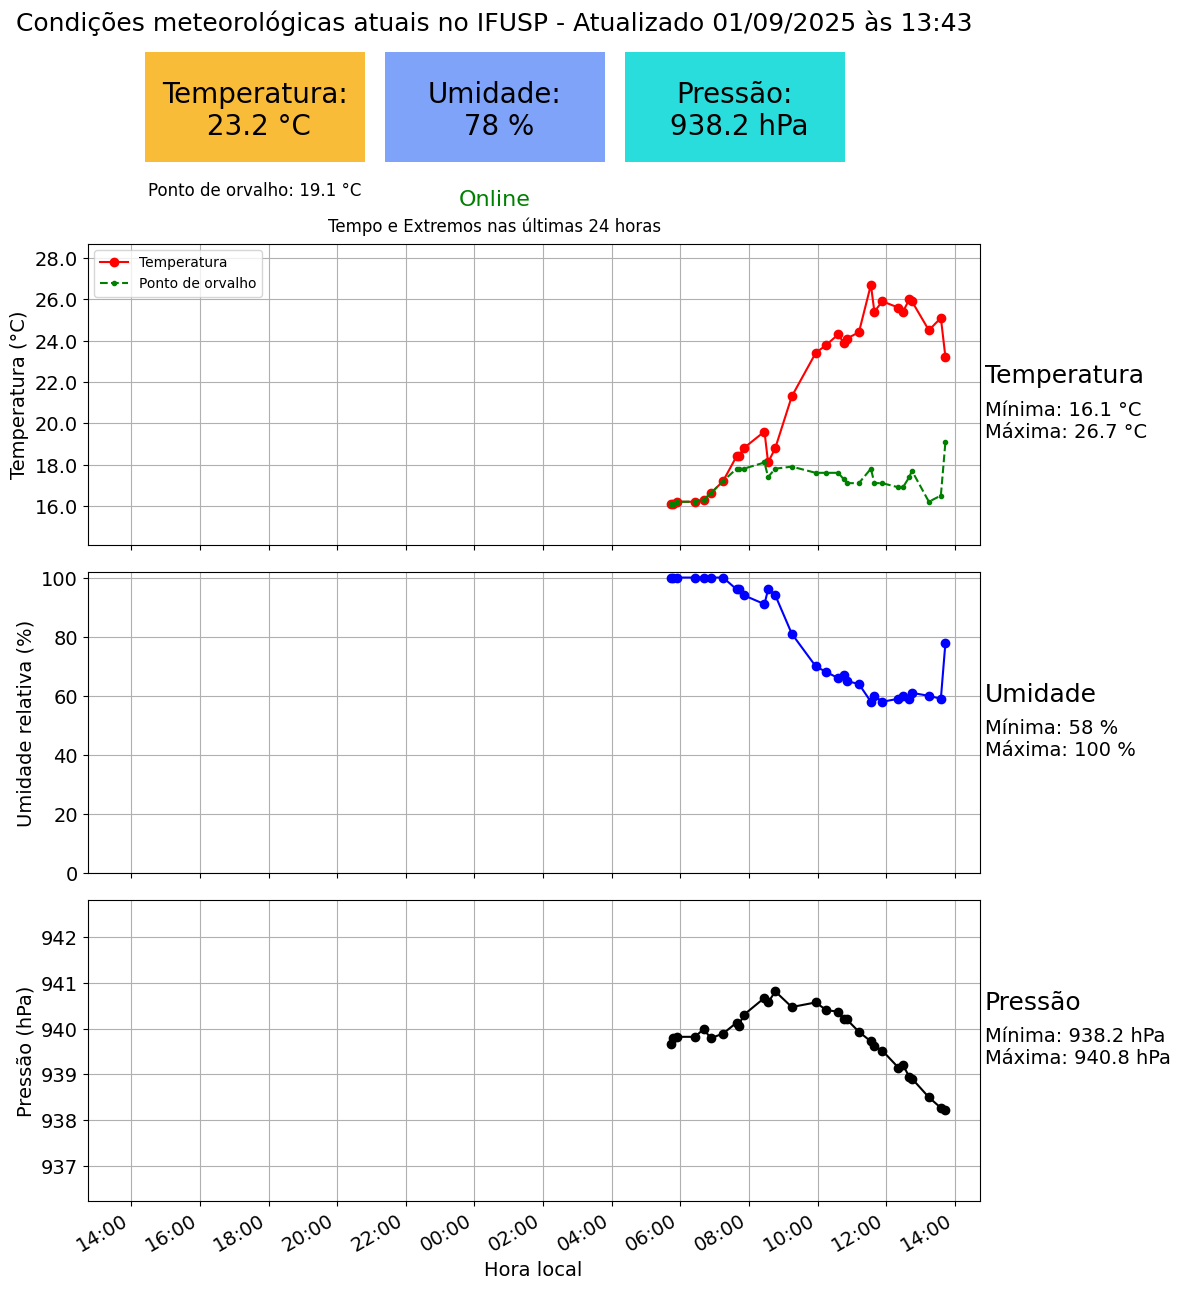 Condições meteorológicas atuais no IFUSP - Atualizado 01/09/2025 às 13:43
Temperatura:
23.2 °C
Umidade:
78 %
Pressão:
938.2 hPa
Ponto de orvalho: 19.1 °C
Online
Tempo e Extremos nas últimas 24 horas
Temperatura
Ponto de orvalho
28.0
26.0
24.0
22.0
20.0
18.0
16.0
Temperatura (°C)
Temperatura
Mínima: 16.1 °C
Máxima: 26.7 °C
100
80
60
40
20
0
Umidade relativa (%)
Umidade
Mínima: 58 %
Máxima: 100 %
942
941
940
939
938
937
Pressão (hPa)
Pressão
Mínima: 938.2 hPa
Máxima: 940.8 hPa
14:00 16:00 18:00 20:00 22:00 00:00 02:00 04:00 06:00 08:00 10:00 12:00 14:00
Hora local